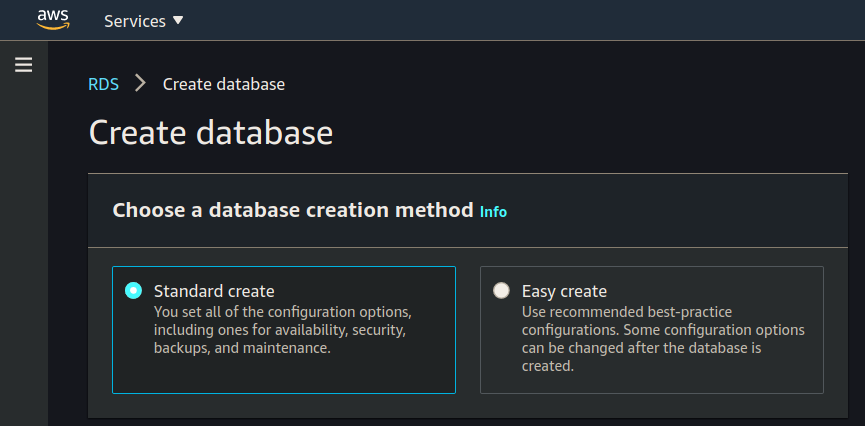 aws
Services
RDS > Create database
Create database
Choose a database creation method Info
Standard create
You set all of the configuration options,
including ones for availability, security,
backups, and maintenance.
Easy create
Use recommended best-practice
configurations. Some configuration options
can be changed after the database is
created.